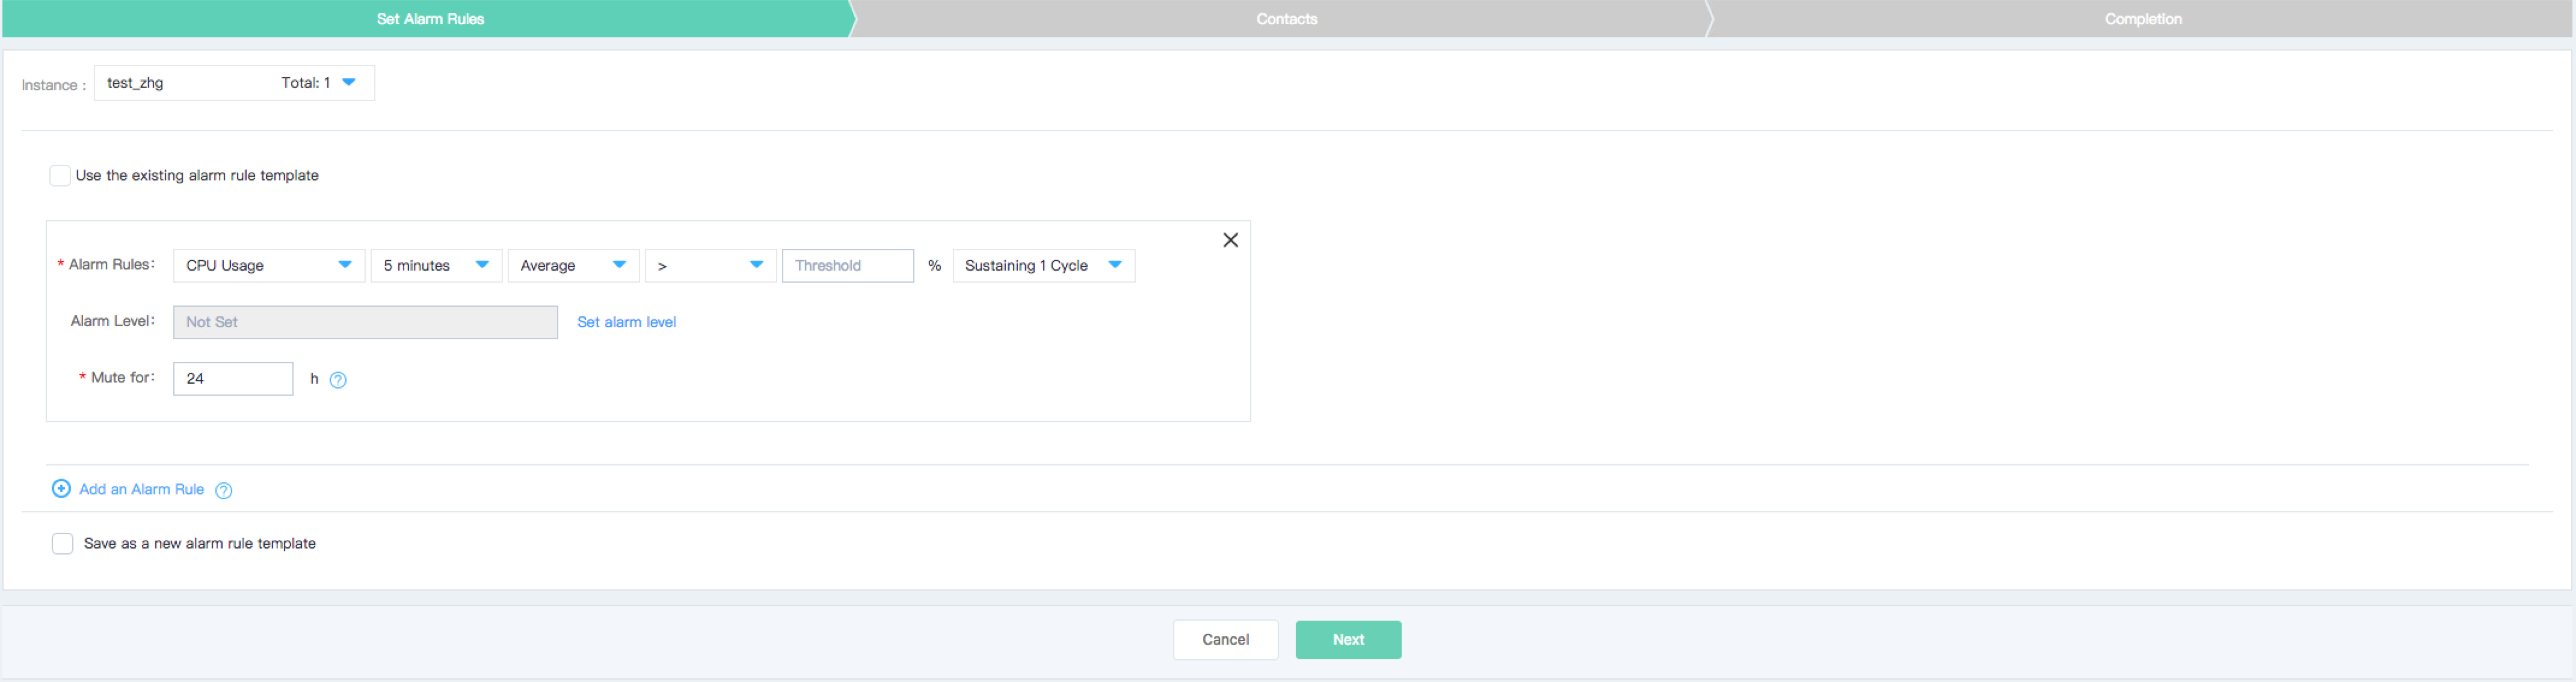 Set Alarm Rules Contacts Completion
Instance : test_zhg Total: 1
Use the existing alarm rule template
* Alarm Rules: CPU Usage 5 minutes Average > Threshold % Sustaining 1 Cycle
Alarm Level: Not Set Set alarm level
* Mute for: 24 h ?
Add an Alarm Rule ?
Save as a new alarm rule template
Cancel Next